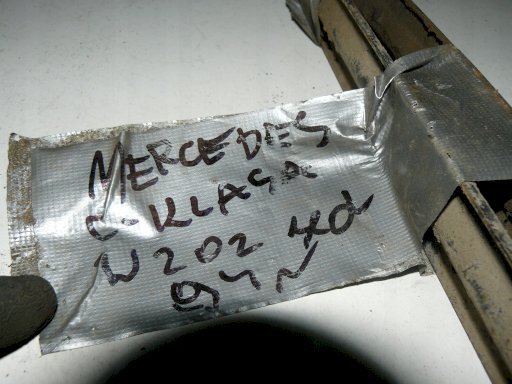 MERCEDES
C-KLASA
W202 4d
94r